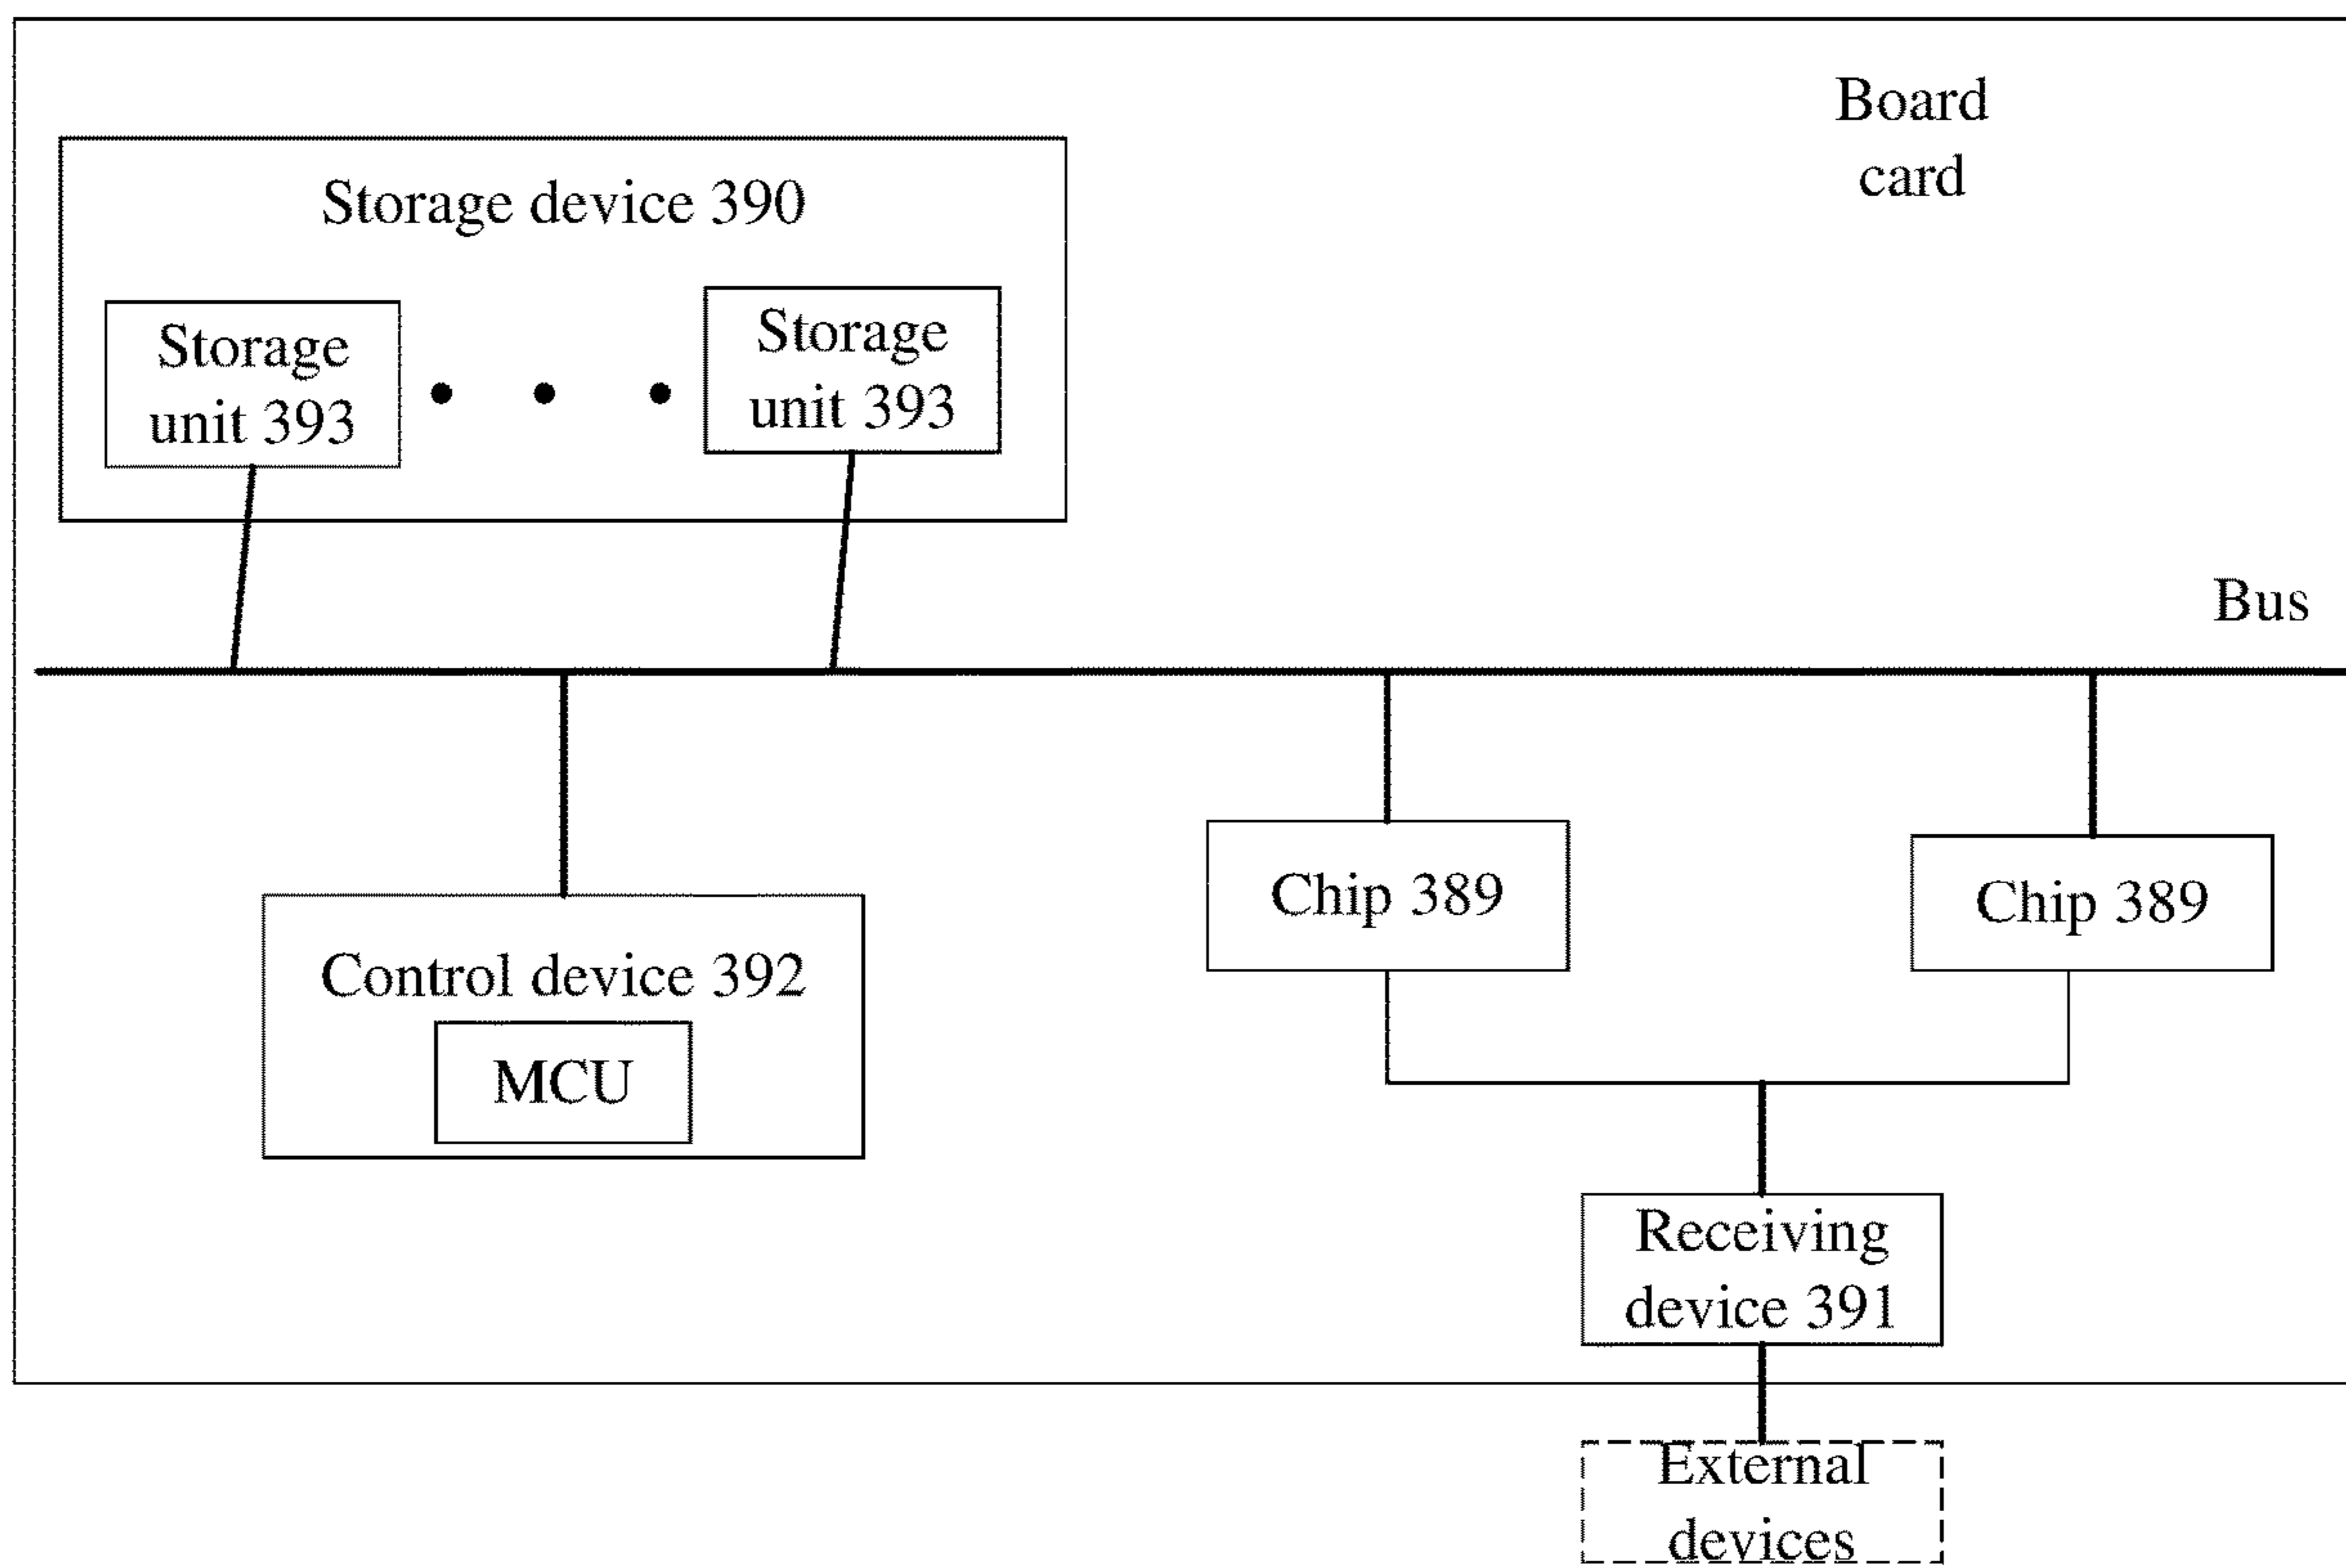 Board
card
Storage device 390
Storage
unit 393
Storage
unit 393
Bus
Control device 392
MCU
Chip 389
Chip 389
Receiving
device 391
External
devices